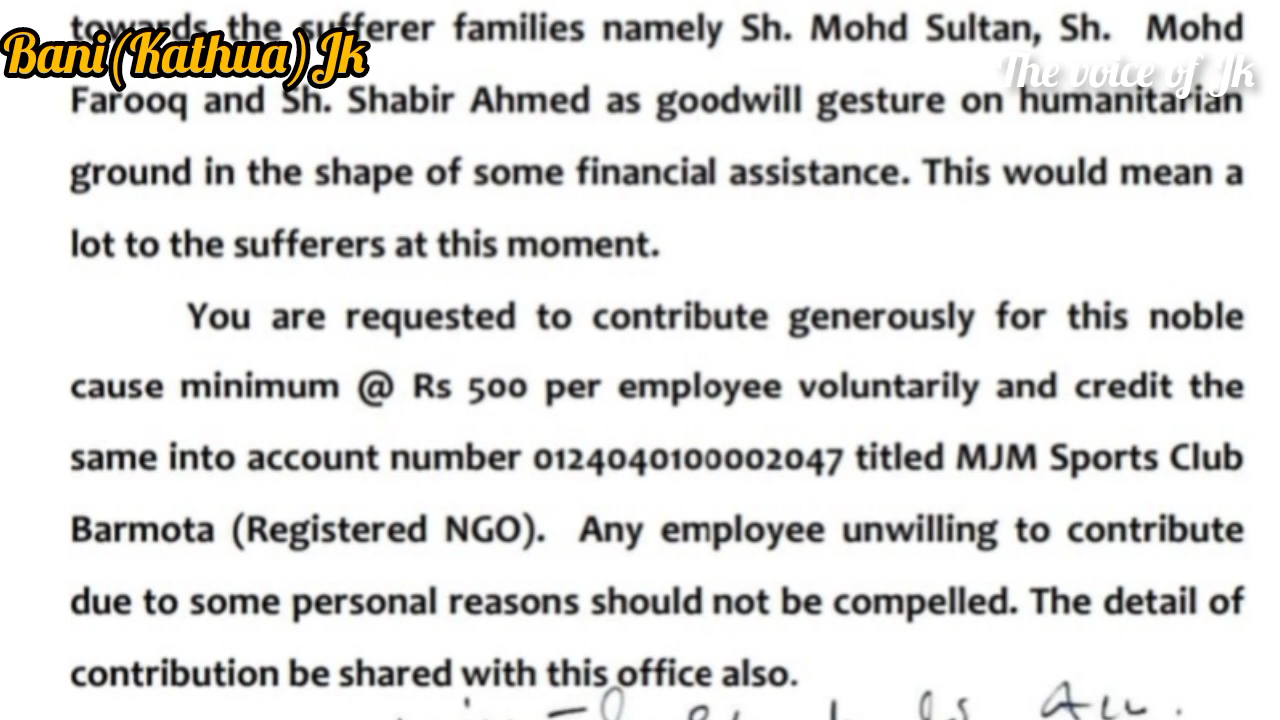 towards the sufferer families namely Sh. Mohd Sultan, Sh. Mohd
Bani(Kathua)Jk
The voice of Jk
Farooq and Sh. Shabir Ahmed as goodwill gesture on humanitarian
ground in the shape of some financial assistance. This would mean a
lot to the sufferers at this moment.
You are requested to contribute generously for this noble
cause minimum @ Rs 500 per employee voluntarily and credit the
same into account number 0124040100002047 titled MJM Sports Club
Barmota (Registered NGO). Any employee unwilling to contribute
due to some personal reasons should not be compelled. The detail of
contribution be shared with this office also.